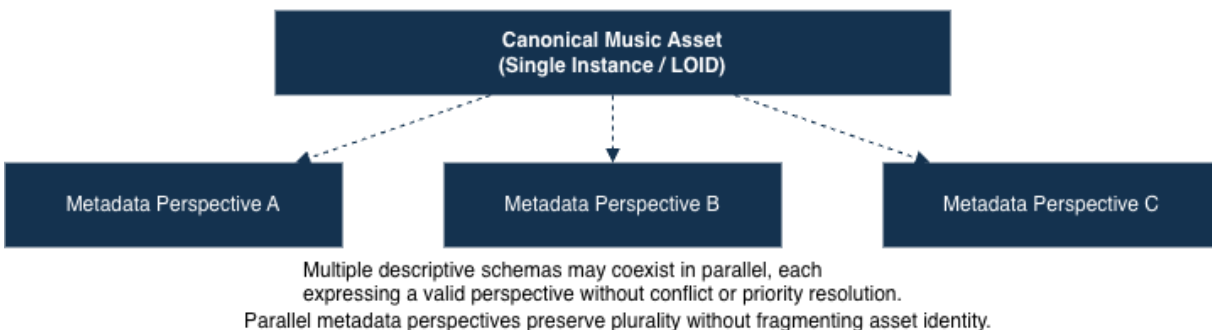 Canonical Music Asset
(Single Instance / LOID)
Metadata Perspective A
Metadata Perspective B
Metadata Perspective C
Multiple descriptive schemas may coexist in parallel, each
expressing a valid perspective without conflict or priority resolution.
Parallel metadata perspectives preserve plurality without fragmenting asset identity.